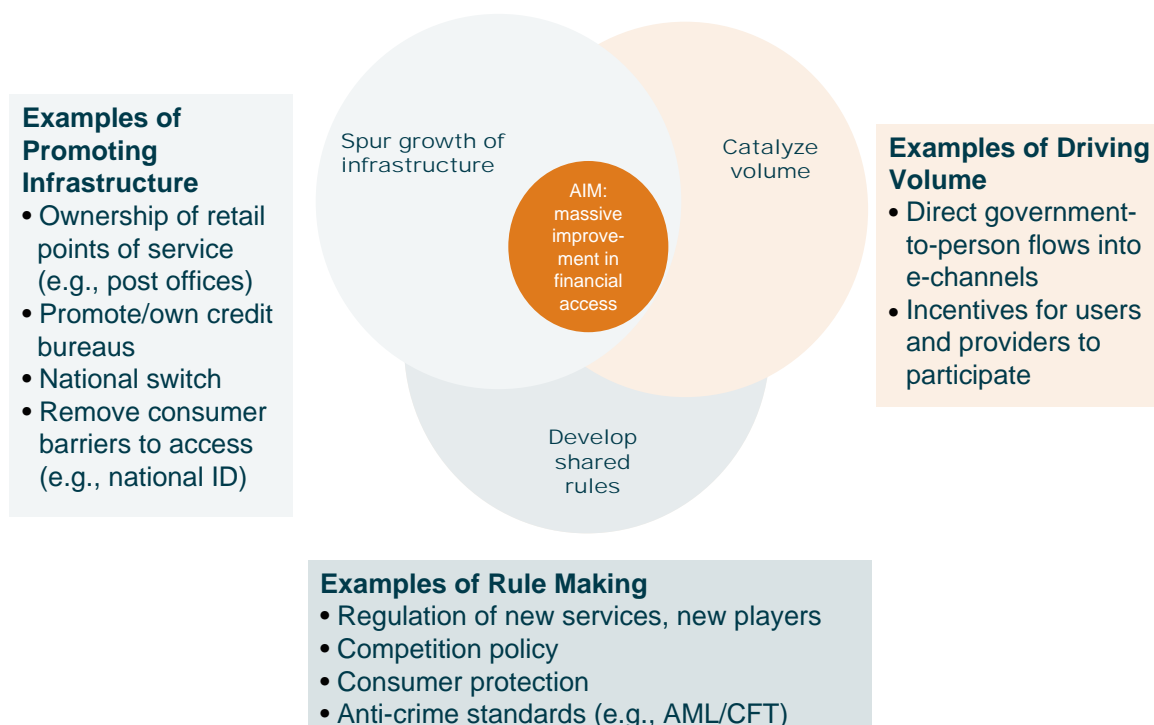 Examples of
Promoting
Infrastructure
• Ownership of retail
points of service
(e.g., post offices)
• Promote/own credit
bureaus
• National switch
• Remove consumer
barriers to access
(e.g., national ID)
Spur growth of
infrastructure
AIM:
massive
improve-
ment in
financial
access
Catalyze
volume
Develop
shared
rules
Examples of Driving
Volume
• Direct government-
to-person flows into
e-channels
• Incentives for users
and providers to
participate
Examples of Rule Making
• Regulation of new services, new players
• Competition policy
• Consumer protection
• Anti-crime standards (e.g., AML/CFT)